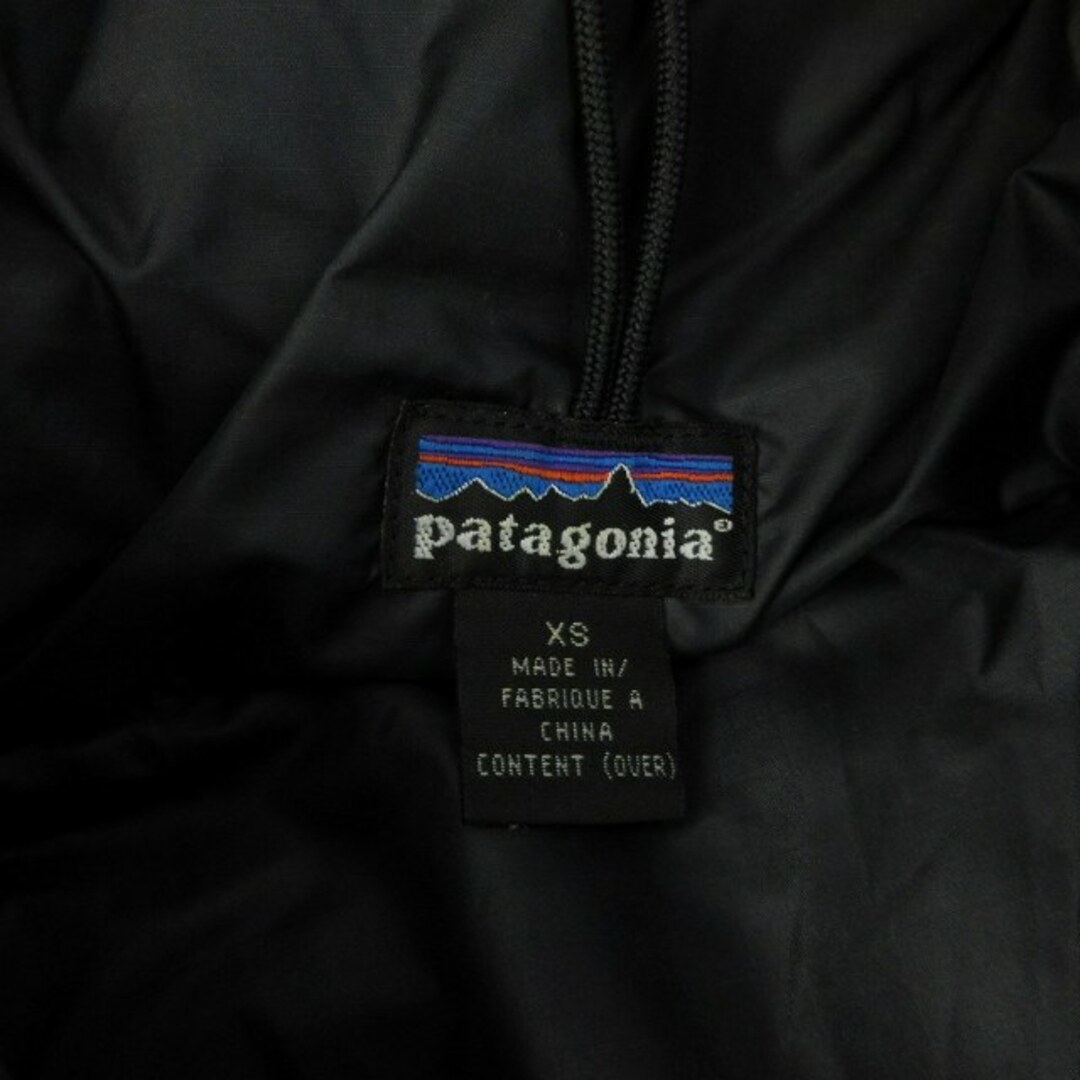 patagonia®
XS
MADE IN/
FABRIQUE A
CHINA
CONTENT (OVER)